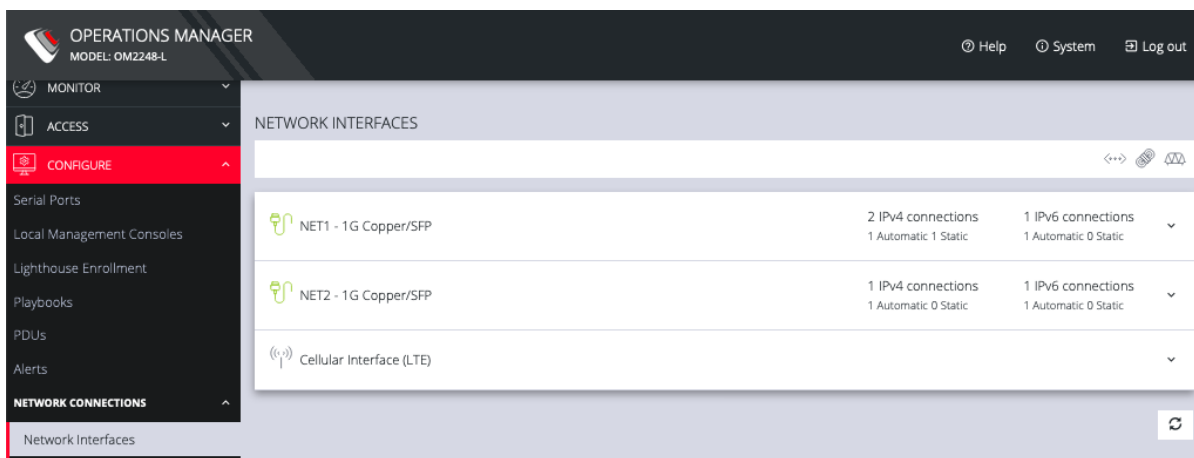 OPERATIONS MANAGER
MODEL: OM2248-L
Help
System
Log out
MONITOR
ACCESS
CONFIGURE
Serial Ports
Local Management Consoles
Lighthouse Enrollment
Playbooks
PDUs
Alerts
NETWORK CONNECTIONS
Network Interfaces
NETWORK INTERFACES
NET1 - 1G Copper/SFP
2 IPv4 connections
1 Automatic 1 Static
1 IPv6 connections
1 Automatic 0 Static
NET2 - 1G Copper/SFP
1 IPv4 connections
1 Automatic 0 Static
1 IPv6 connections
1 Automatic 0 Static
Cellular Interface (LTE)